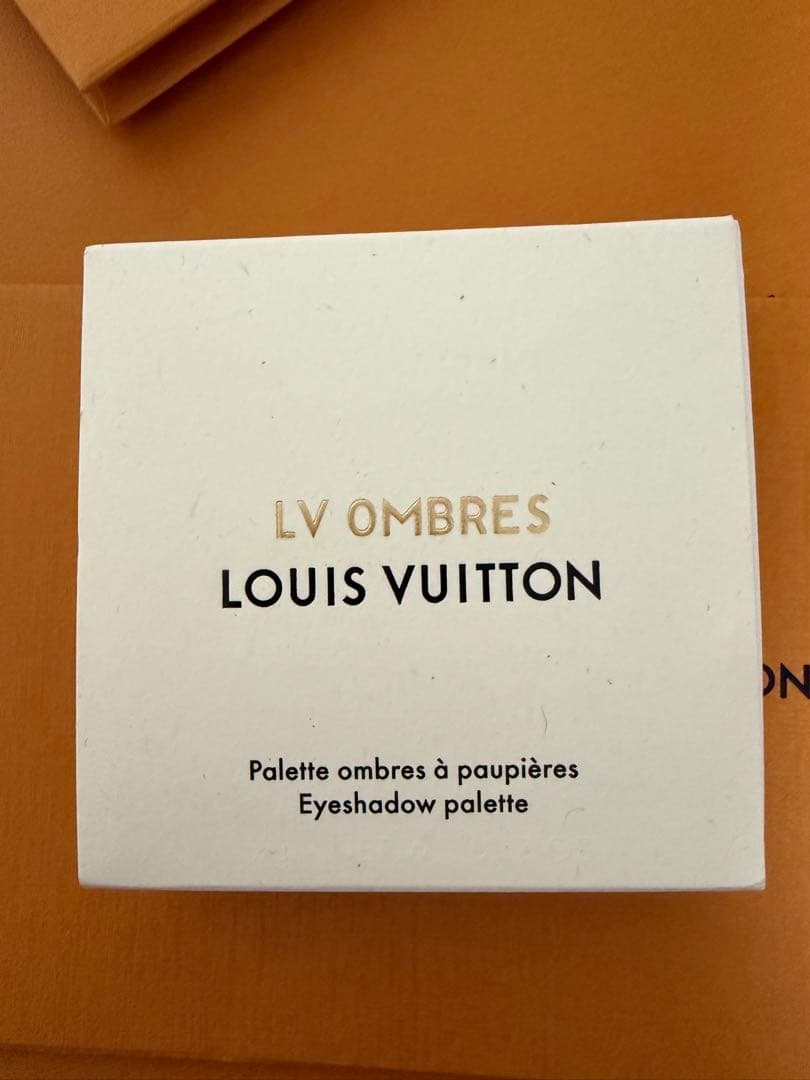 LV OMBRES
LOUIS VUITTON
Palette ombres à paupières
Eyeshadow palette